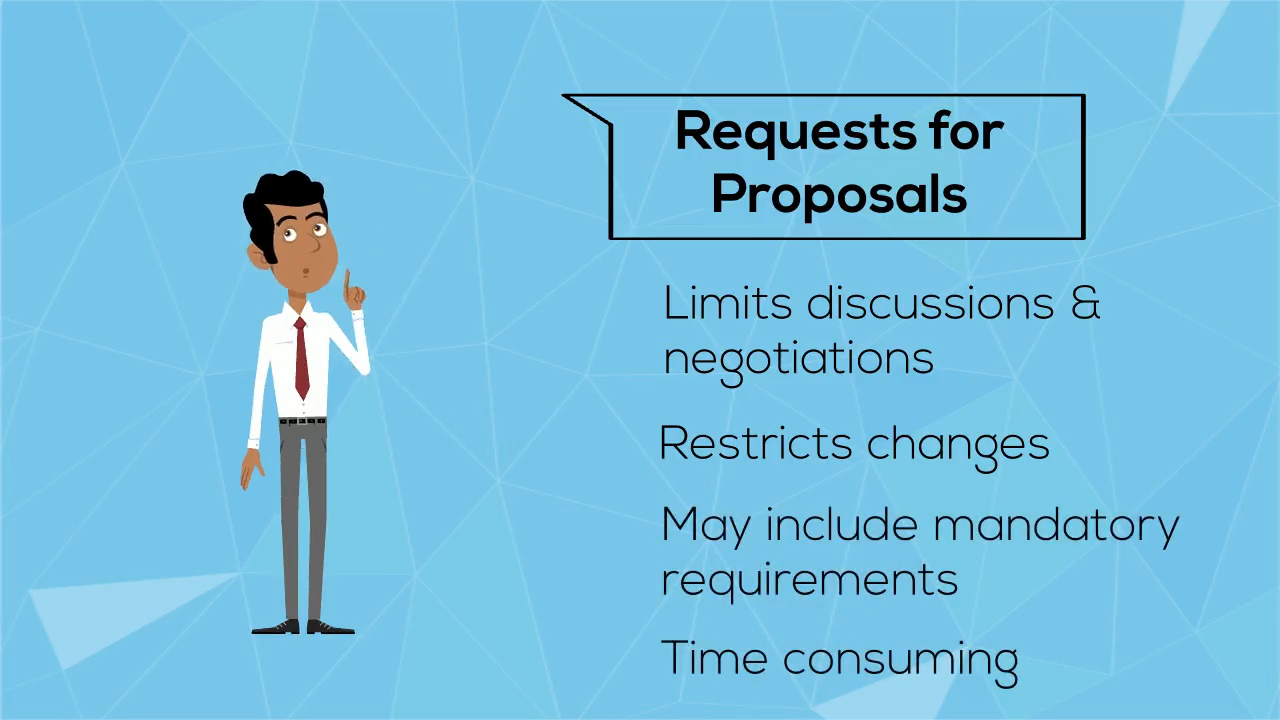 Requests for
Proposals
Limits discussions &
negotiations
Restricts changes
May include mandatory
requirements
Time consuming